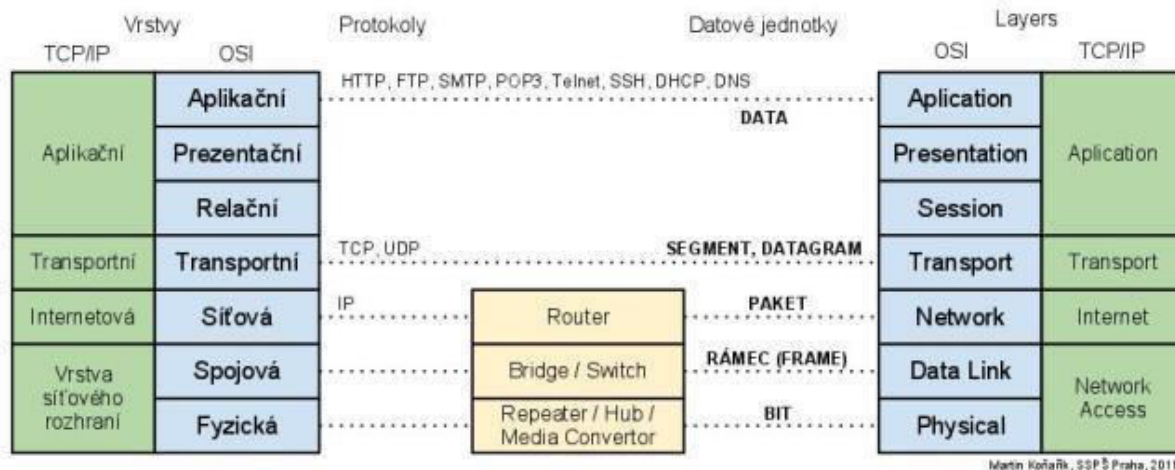 Vrstvy Protokoly Datové jednotky Layers
TCP/IP OSI OSI TCP/IP
HTTP, FTP, SMTP, POP3, Telnet, SSH, DHCP, DNS
Aplikační Aplication
DATA
Aplikační Prezentační Presentation Aplication
Relační Session
TCP, UDP SEGMENT, DATAGRAM
Transportní Transportní Transport Transport
IP PAKET
Internetová Síťová Router Network Internet
RÁMEC (FRAME)
Vrstva
síťového
rozhraní
Spojová Bridge / Switch Data Link
Network
Access
Fyzická
Repeater / Hub /
Media Convertor
BIT
Physical
Martin Koňařík, SSPŠ Praha,